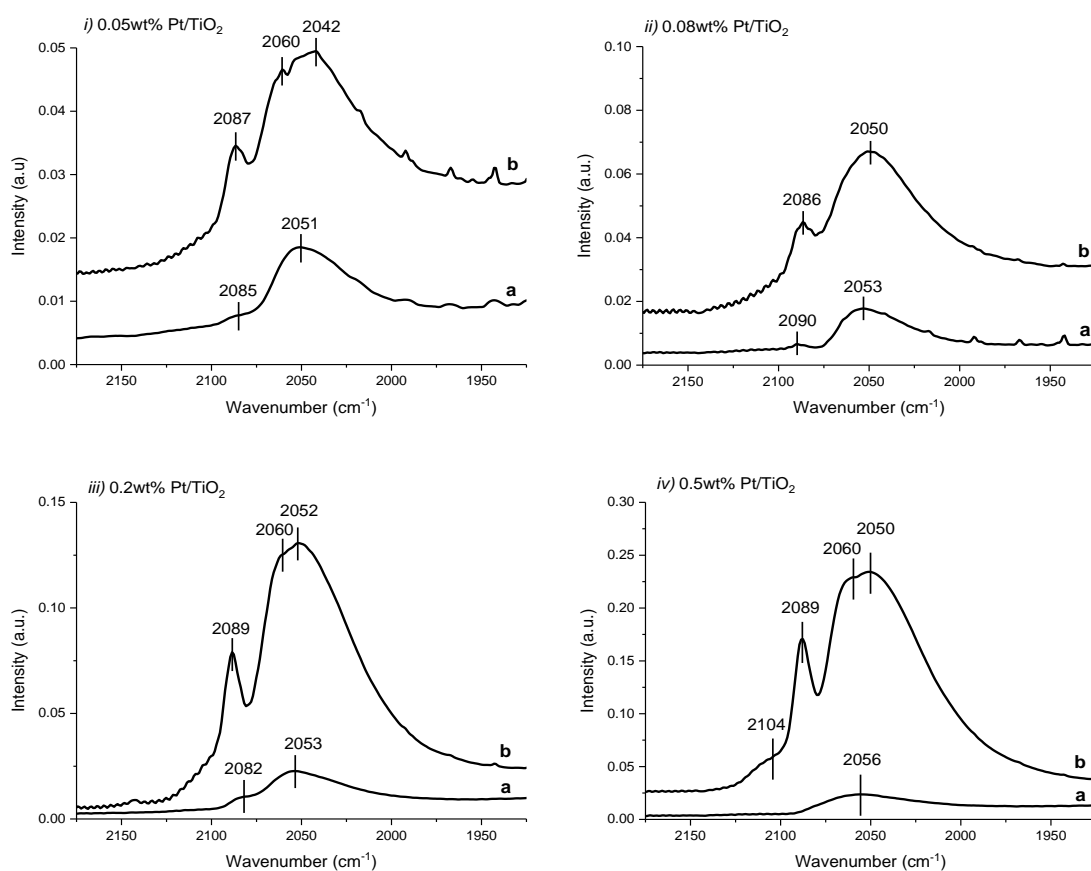 i) 0.05wt% Pt/TiO₂
2060 2042
2087
b
2051
2085
a
0.05
0.04
0.03
0.02
0.01
0.00
Intensity (a.u)
2150 2100 2050 2000 1950
Wavenumber (cm⁻¹)
ii) 0.08wt% Pt/TiO₂
2050
2086
b
2053
2090
a
0.10
0.08
0.06
0.04
0.02
0.00
Intensity (a.u.)
2150 2100 2050 2000 1950
Wavenumber (cm⁻¹)
iii) 0.2wt% Pt/TiO₂
2052
2060
2089
b
2053
2082
a
0.15
0.10
0.05
0.00
Intensity (a.u.)
2150 2100 2050 2000 1950
Wavenumber (cm⁻¹)
iv) 0.5wt% Pt/TiO₂
2050
2060
2089
2104
b
2056
a
0.30
0.25
0.20
0.15
0.10
0.05
0.00
Intensity (a.u.)
2150 2100 2050 2000 1950
Wavenumber (cm⁻¹)